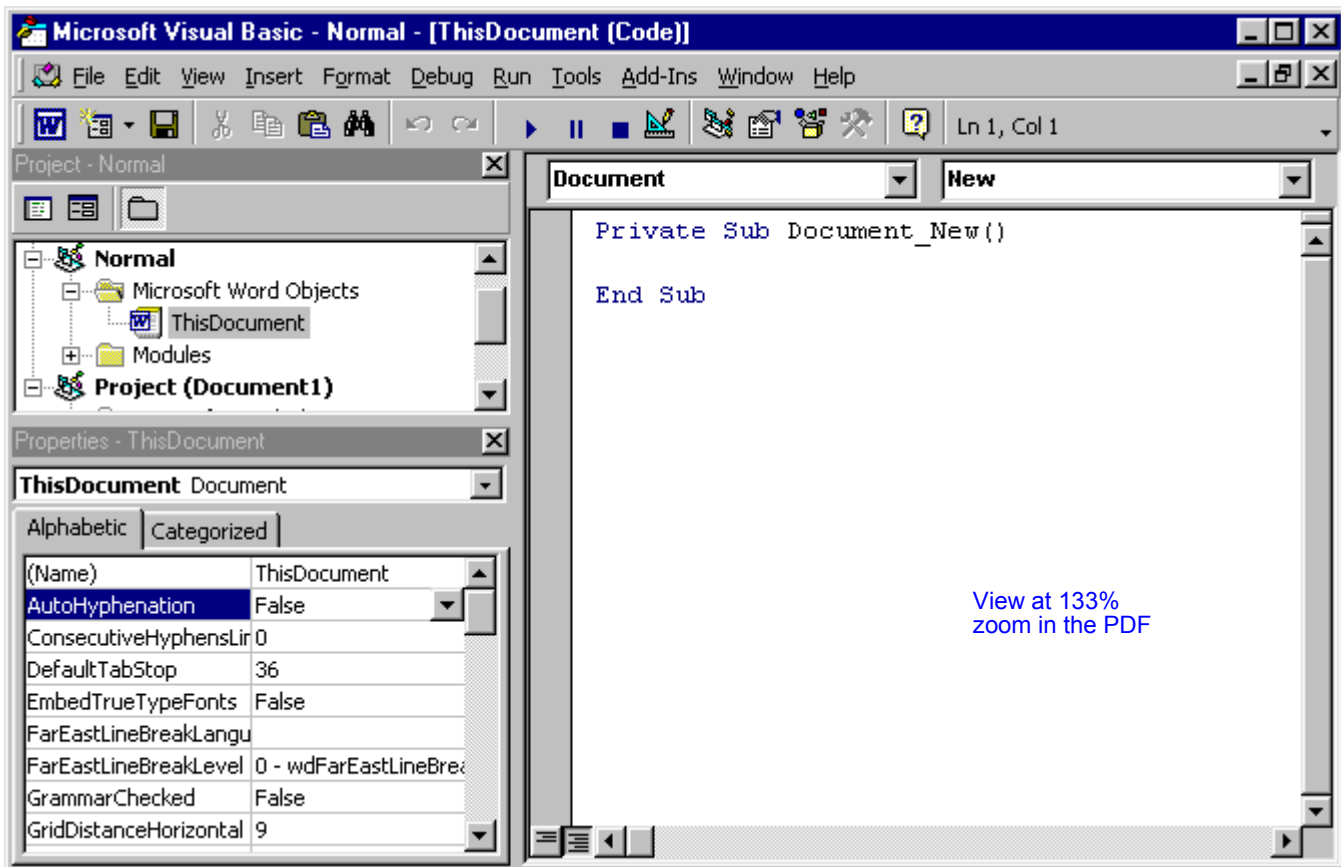 Microsoft Visual Basic - Normal - [ThisDocument (Code)]
File Edit View Insert Format Debug Run Tools Add-Ins Window Help
Ln 1, Col 1
Project - Normal
Normal
Microsoft Word Objects
ThisDocument
Modules
Project (Document1)
Properties - ThisDocument
ThisDocument Document
Alphabetic Categorized
(Name) ThisDocument
AutoHyphenation False
ConsecutiveHyphensLir 0
DefaultTabStop 36
EmbedTrueTypeFonts False
FarEastLineBreakLangu
FarEastLineBreakLevel 0 - wdFarEastLineBrea
GrammarChecked False
GridDistanceHorizontal 9
Document New
Private Sub Document_New()
End Sub
View at 133%
zoom in the PDF